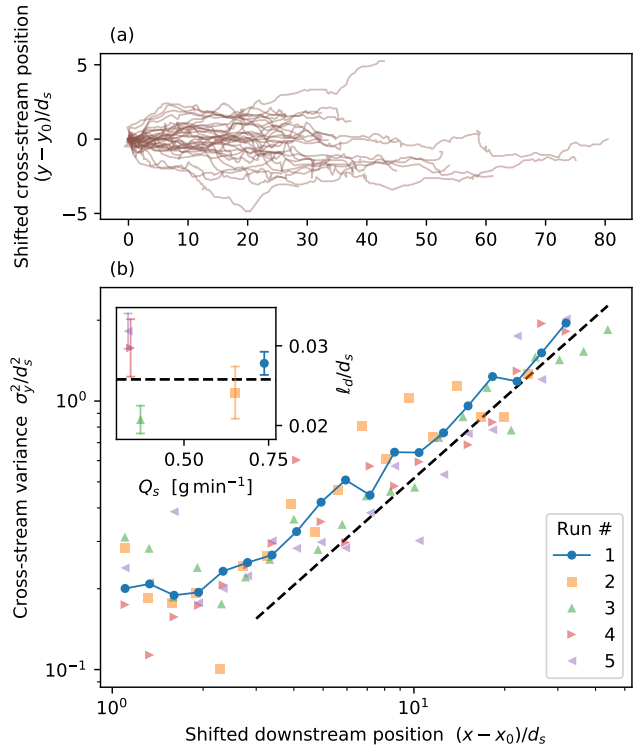 (a)
Shifted cross-stream position
(y − y₀)/dₛ
5
0
−5
0 10 20 30 40 50 60 70 80
(b)
Cross-stream variance σ²ᵧ/d²ₛ
10⁰
10⁻¹
0.03
0.02
ℓ_d/dₛ
0.50 0.75
Qₛ [g min⁻¹]
Run #
1
2
3
4
5
10⁰ 10¹
Shifted downstream position (x − x₀)/dₛ